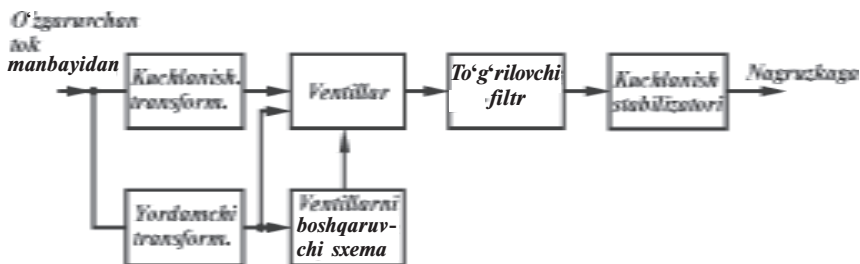 O‘zgaruvchan
tok
manbayidan
Kuchlanish.
transform.
Ventillar
To‘g‘rilovchi
filtr
Kuchlanish
stabilizatori
Nagruzkaga
Yordamchi
transform.
Ventillarni
boshqaruv-
chi sxema